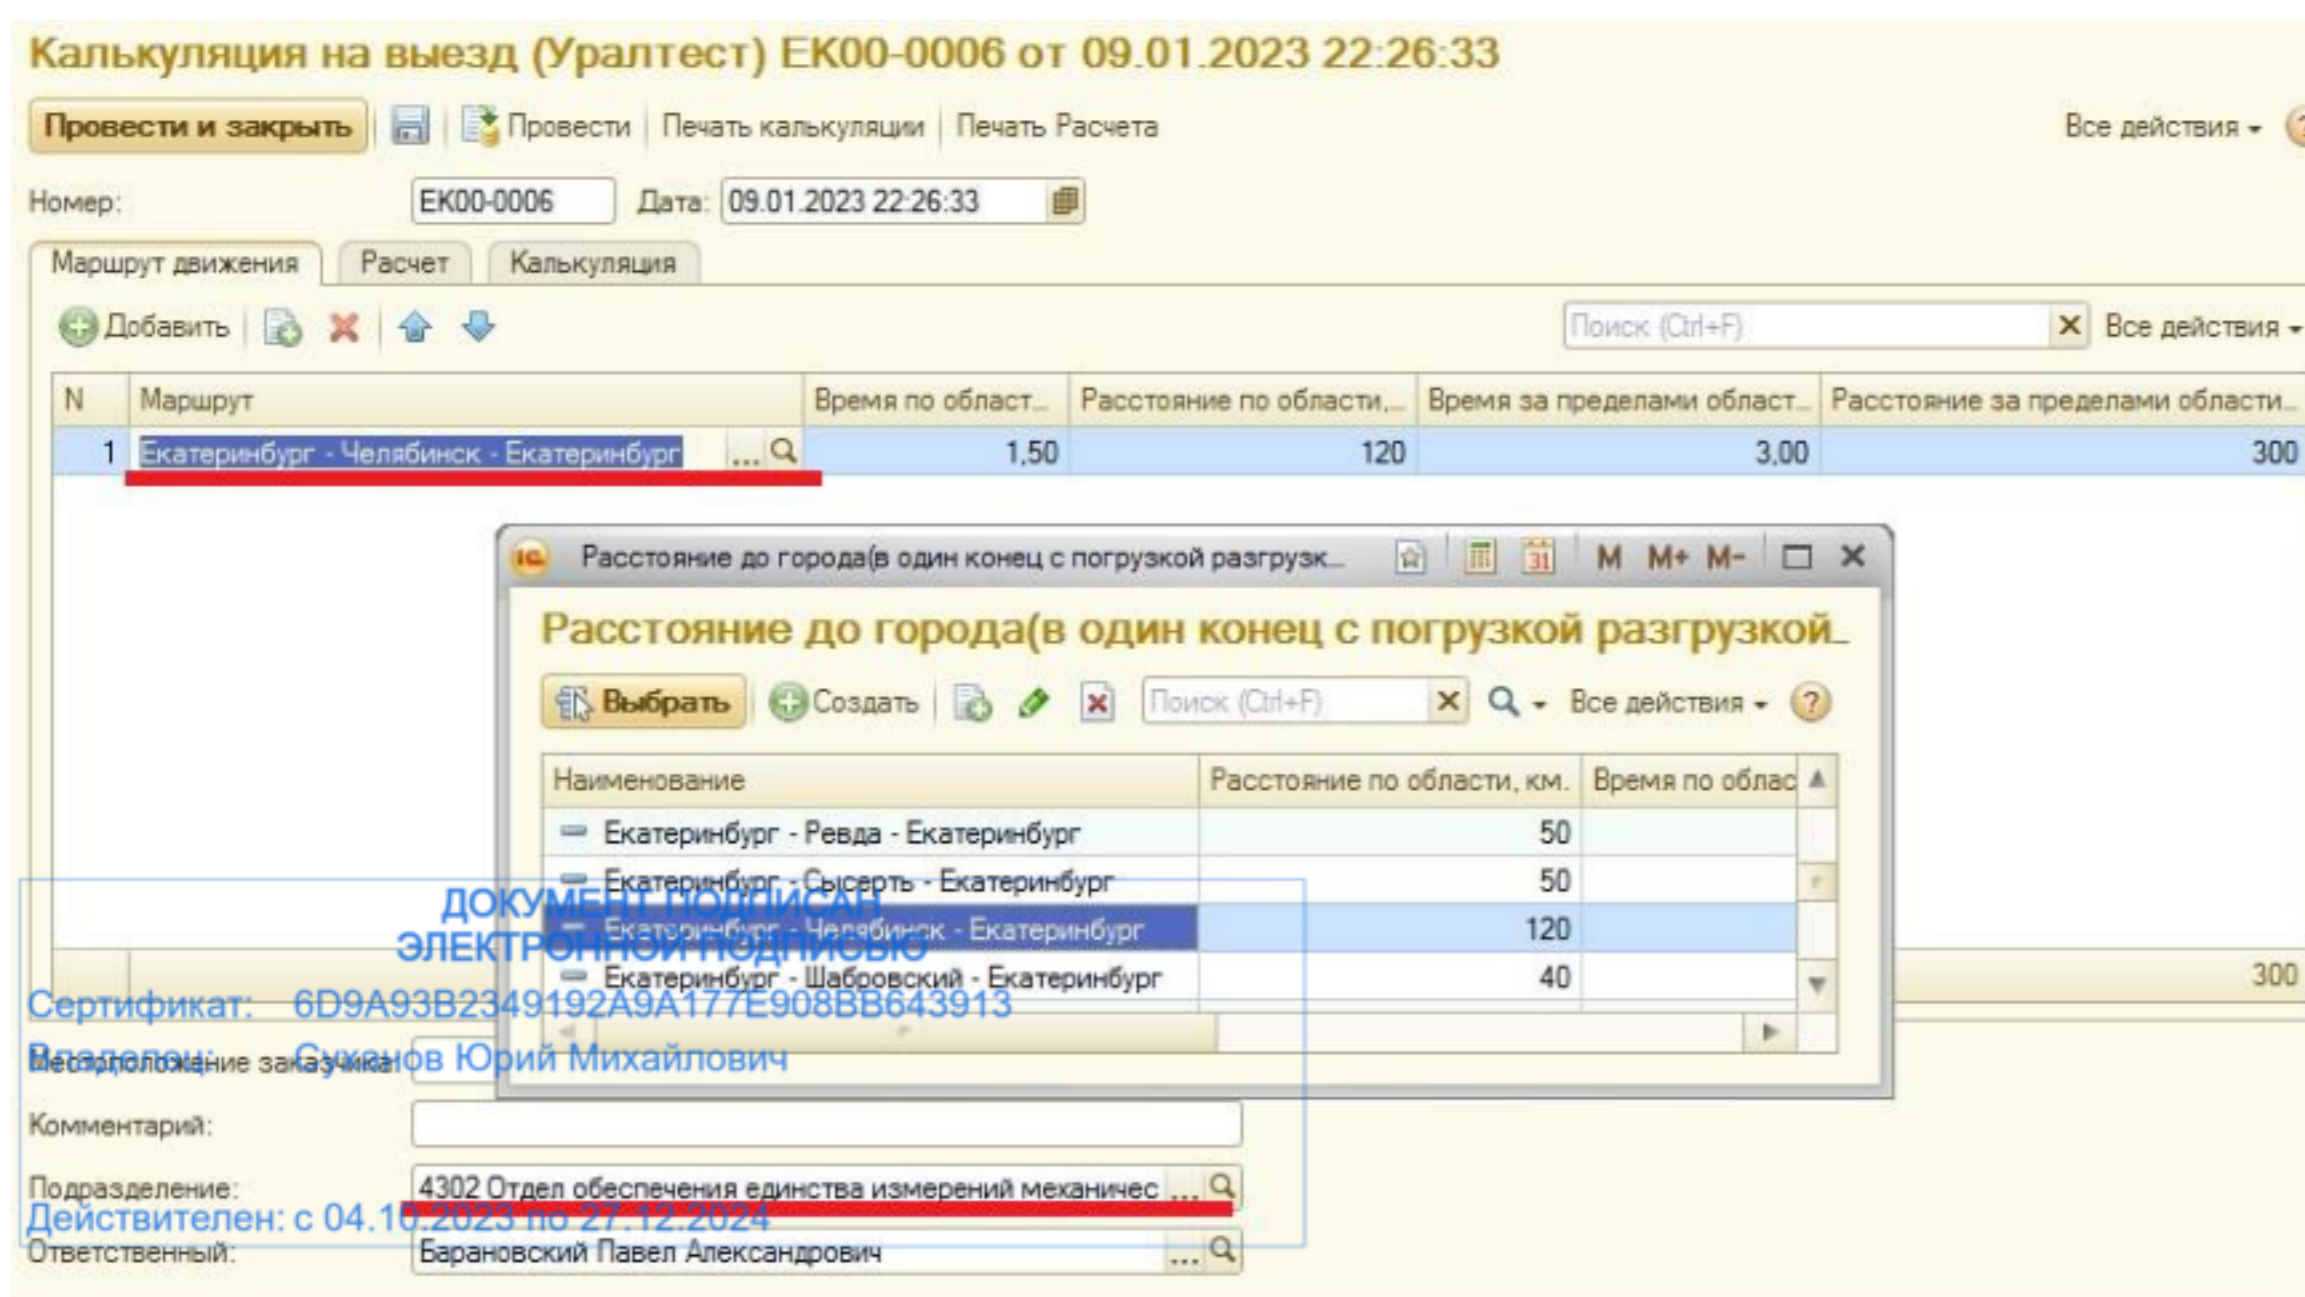 Калькуляция на выезд (Уралтест) ЕК00-0006 от 09.01.2023 22:26:33
Провести и закрыть Провести Печать калькуляции Печать Расчета Все действия
Номер: ЕК00-0006 Дата: 09.01.2023 22:26:33
Маршрут движения Расчет Калькуляция
Добавить Поиск (Ctrl+F) Все действия
N Маршрут Время по област... Расстояние по области,... Время за пределами област... Расстояние за пределами области...
1 Екатеринбург - Челябинск - Екатеринбург ... 1,50 120 3,00 300
Расстояние до города(в один конец с погрузкой разгрузк... 31 M M+ M-
Расстояние до города(в один конец с погрузкой разгрузкой...
Выбрать Создать Поиск (Ctrl+F) Все действия ?
Наименование Расстояние по области, км. Время по облас
Екатеринбург - Ревда - Екатеринбург 50
Екатеринбург - Сысерть - Екатеринбург 50
Екатеринбург - Челябинск - Екатеринбург 120
Екатеринбург - Шабровский - Екатеринбург 40
300
ДОКУМЕНТ ПОДПИСАН
ЭЛЕКТРОННОЙ ПОДПИСЬЮ
Сертификат: 6D9A93B2349192A9A177E908BB643913
Владелец: Суханов Юрий Михайлович
Местоположение заказчика:
Комментарий:
Подразделение: 4302 Отдел обеспечения единства измерений механичес ...
Действителен: с 04.10.2023 по 27.12.2024
Ответственный: Барановский Павел Александрович ...